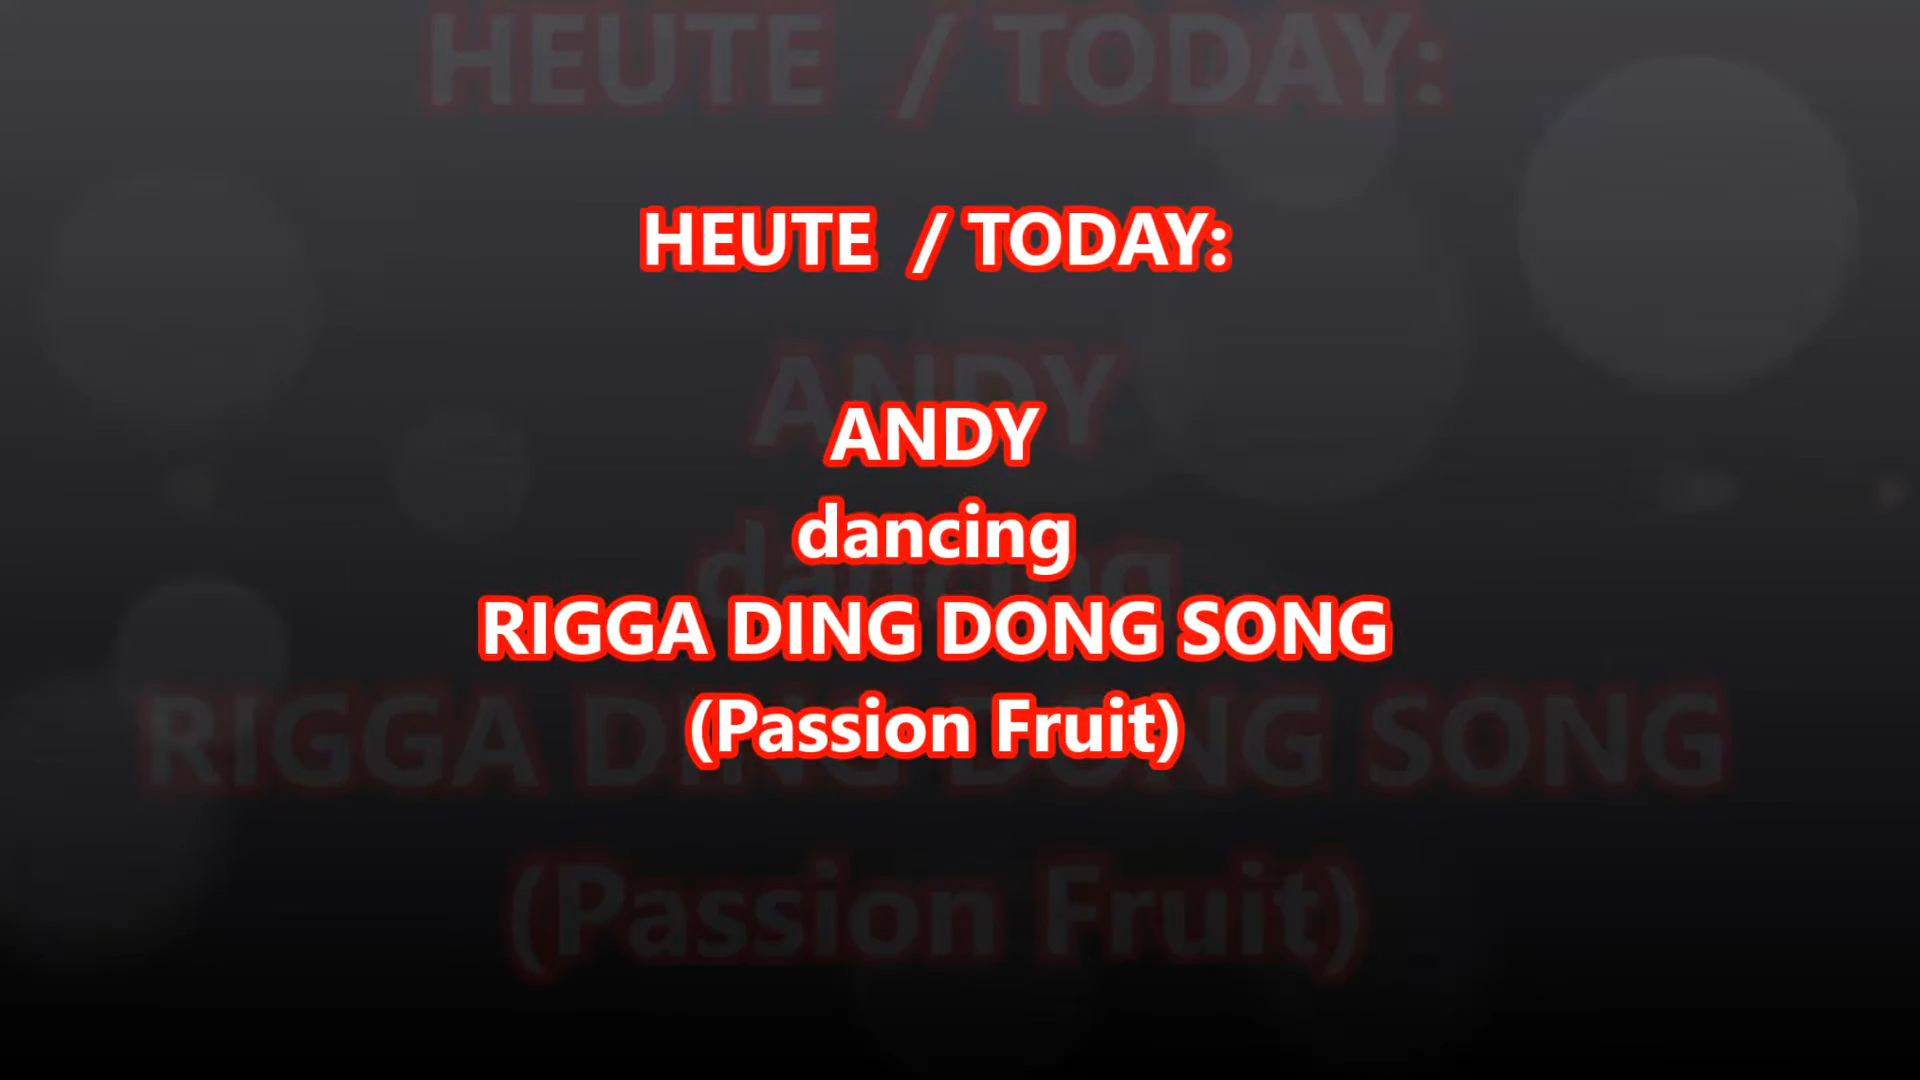 HEUTE / TODAY:
ANDY
dancing
RIGGA DING DONG SONG
(Passion Fruit)